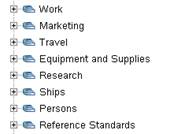 Work
Marketing
Travel
Equipment and Supplies
Research
Ships
Persons
Reference Standards